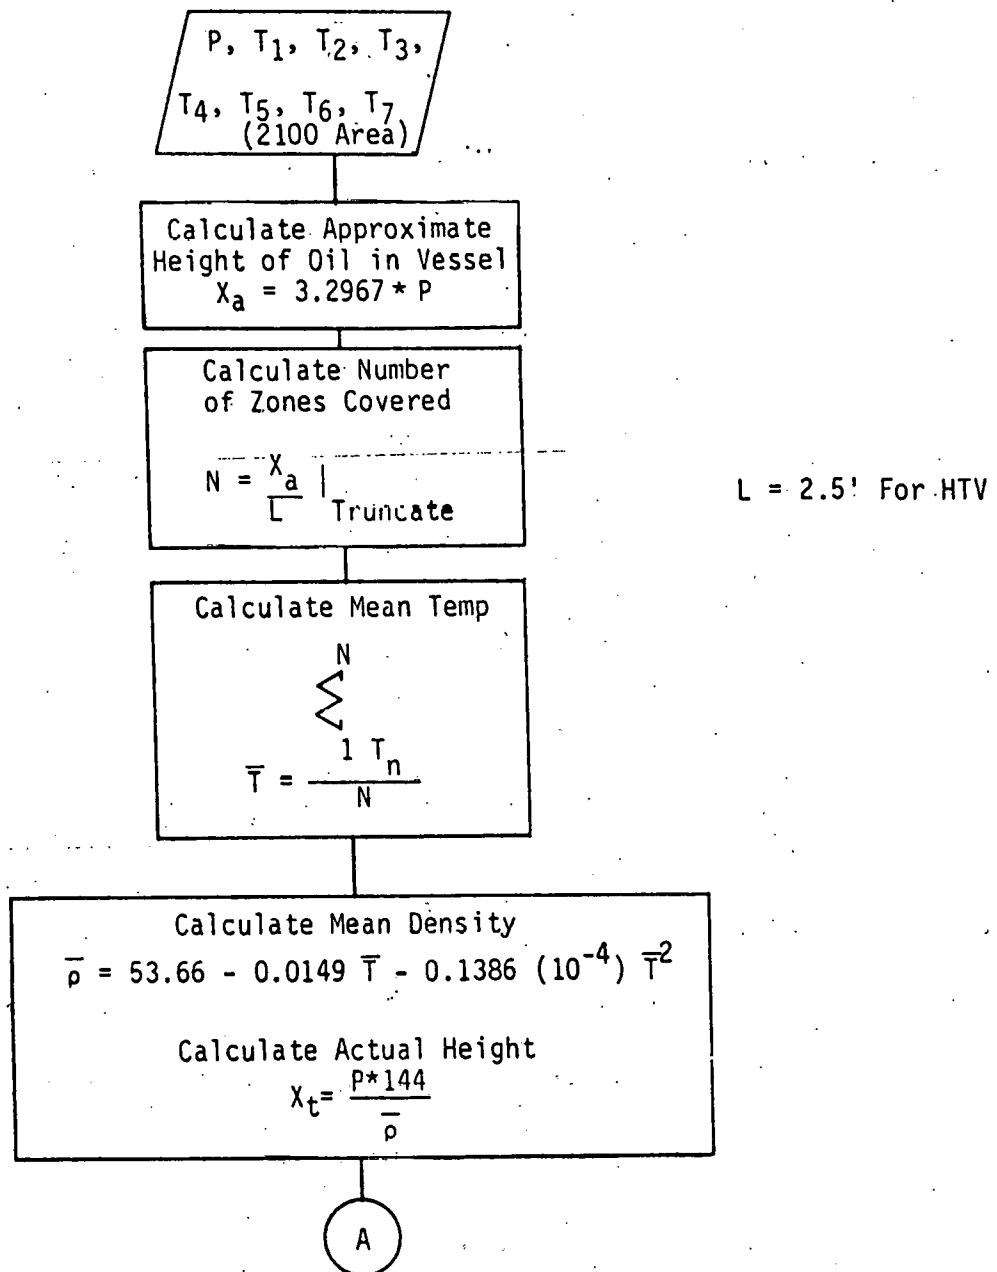 P, T1, T2, T3,
T4, T5, T6, T7
(2100 Area)
Calculate Approximate
Height of Oil in Vessel
Xa = 3.2967 * P
Calculate Number
of Zones Covered
N = Xa / L | Truncate
L = 2.5' For HTV
Calculate Mean Temp
N
Σ
1 Tn
T̅ = 
N
Calculate Mean Density
ρ̅ = 53.66 - 0.0149 T̅ - 0.1386 (10⁻⁴) T̅²
Calculate Actual Height
Xt = P*144
ρ̅
A